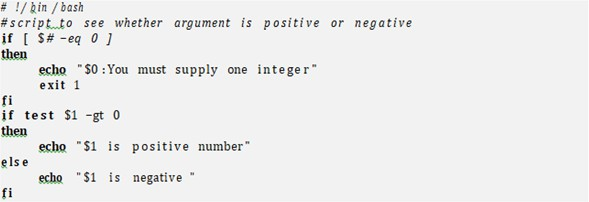 # !/bin/bash
#script to see whether argument is positive or negative
if [ $# -eq 0 ]
then
echo "$0:You must supply one integer"
exit 1
fi
if test $1 -gt 0
then
echo "$1 is positive number"
else
echo "$1 is negative "
fi